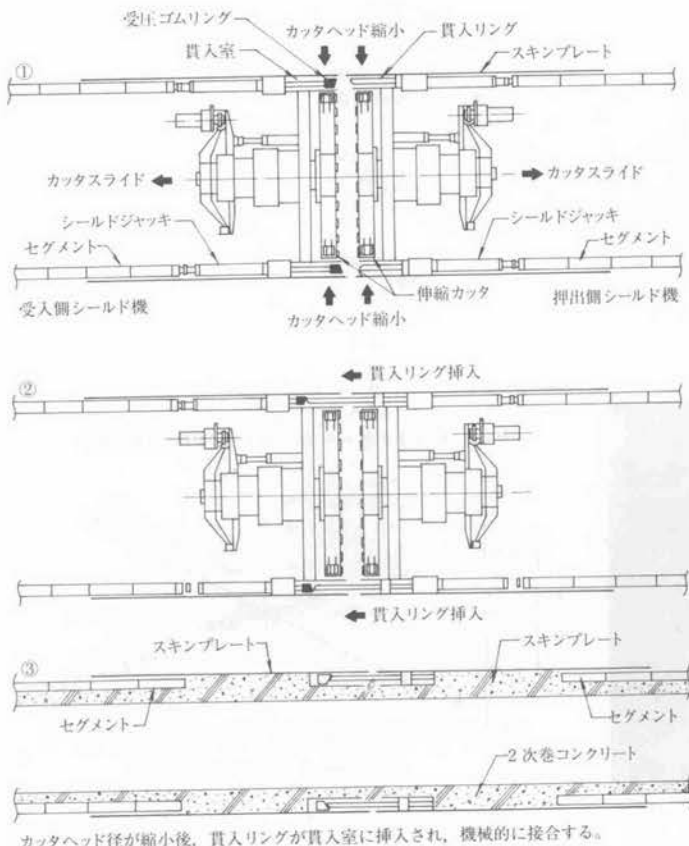 受圧ゴムリング
カッタヘッド縮小
貫入リング
貫入室
スキンプレート
①
カッタスライド
カッタスライド
シールドジャッキ
シールドジャッキ
セグメント
セグメント
伸縮カッタ
受入側シールド機
押出側シールド機
カッタヘッド縮小
②
貫入リング挿入
貫入リング挿入
③
スキンプレート
スキンプレート
セグメント
セグメント
2次巻コンクリート
カッタヘッド径が縮小後，貫入リングが貫入室に挿入され，機械的に接合する。